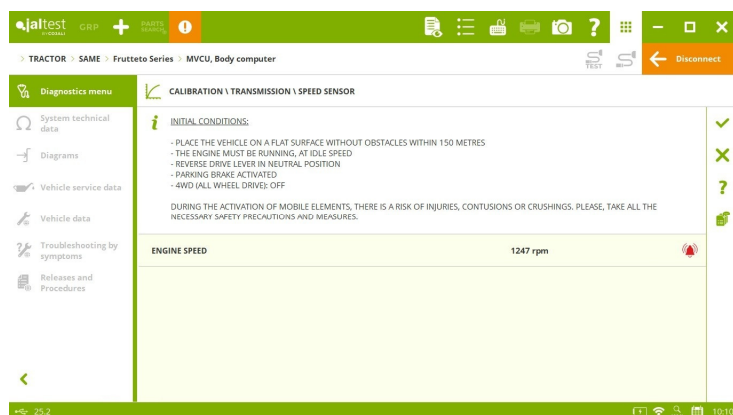 jaltest GRP PARTS SEARCH
BY COJALI
TEST
> TRACTOR > SAME > Frutteto Series > MVCU, Body computer
Disconnect
Diagnostics menu
System technical
data
Diagrams
Vehicle service data
Vehicle data
Troubleshooting by
symptoms
Releases and
Procedures
CALIBRATION \ TRANSMISSION \ SPEED SENSOR
INITIAL CONDITIONS:
- PLACE THE VEHICLE ON A FLAT SURFACE WITHOUT OBSTACLES WITHIN 150 METRES
- THE ENGINE MUST BE RUNNING, AT IDLE SPEED
- REVERSE DRIVE LEVER IN NEUTRAL POSITION
- PARKING BRAKE ACTIVATED
- 4WD (ALL WHEEL DRIVE): OFF
DURING THE ACTIVATION OF MOBILE ELEMENTS, THERE IS A RISK OF INJURIES, CONTUSIONS OR CRUSHINGS. PLEASE, TAKE ALL THE
NECESSARY SAFETY PRECAUTIONS AND MEASURES.
ENGINE SPEED 1247 rpm
25.2
10:10